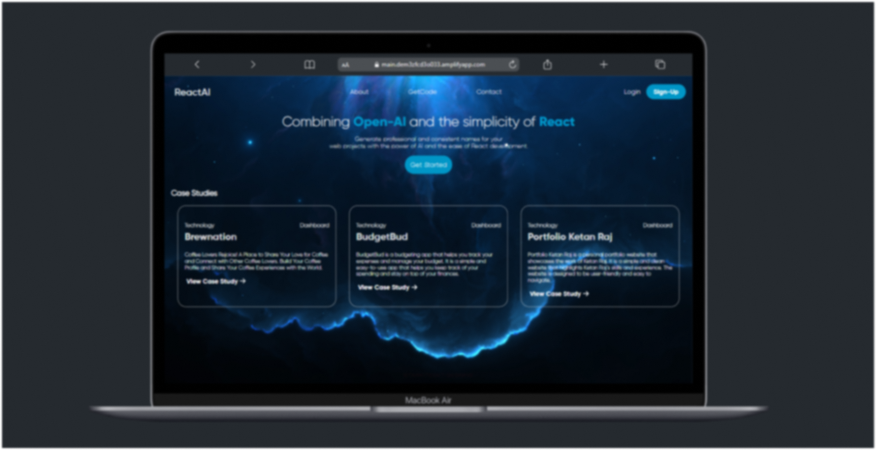 ReactAI
About
GetCode
Contact
Login
Sign-Up
Combining Open-AI and the simplicity of React
Generate professional and consistent names for your
web projects with the power of AI and the ease of React development
Get Started
Case Studies
Technology Dashboard
Brewnation
Coffee Lovers Rejoice! A Place to Share Your Love for Coffee
and Connect with Other Coffee Lovers. Build Your Coffee
Profile and Share Your Coffee Experiences with the World
View Case Study →
Technology Dashboard
BudgetBud
BudgetBud is a budgeting app that helps you track your
expenses and manage your budget. It is a simple and
easy-to-use app that helps you keep track of your
spending and stay on top of your finances.
View Case Study →
Technology Dashboard
Portfolio Ketan Raj
Portfolio Ketan Raj is a personal portfolio website that
showcases the work of Ketan Raj. It is a simple and clean
website that highlights Ketan Raj's skills and experience. The
website is designed to be user-friendly and easy to
navigate.
View Case Study →
MacBook Air